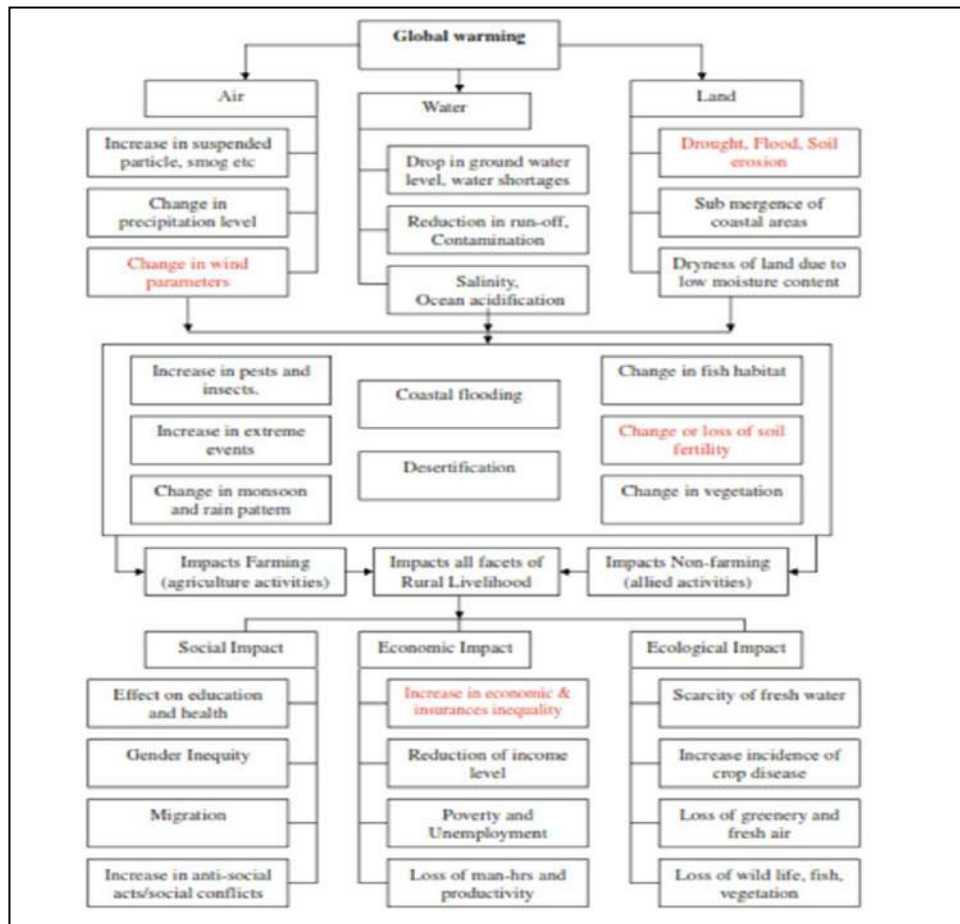 Global warming
Air
Water
Land
Increase in suspended
particle, smog etc
Change in
precipitation level
Change in wind
parameters
Drop in ground water
level, water shortages
Reduction in run-off,
Contamination
Salinity,
Ocean acidification
Drought, Flood, Soil
erosion
Sub mergence of
coastal areas
Dryness of land due to
low moisture content
Increase in pests and
insects.
Increase in extreme
events
Change in monsoon
and rain pattern
Coastal flooding
Desertification
Change in fish habitat
Change or loss of soil
fertility
Change in vegetation
Impacts Farming
(agriculture activities)
Impacts all facets of
Rural Livelihood
Impacts Non-farming
(allied activities)
Social Impact
Effect on education
and health
Gender Inequity
Migration
Increase in anti-social
acts/social conflicts
Economic Impact
Increase in economic &
insurances inequality
Reduction of income
level
Poverty and
Unemployment
Loss of man-hrs and
productivity
Ecological Impact
Scarcity of fresh water
Increase incidence of
crop disease
Loss of greenery and
fresh air
Loss of wild life, fish,
vegetation